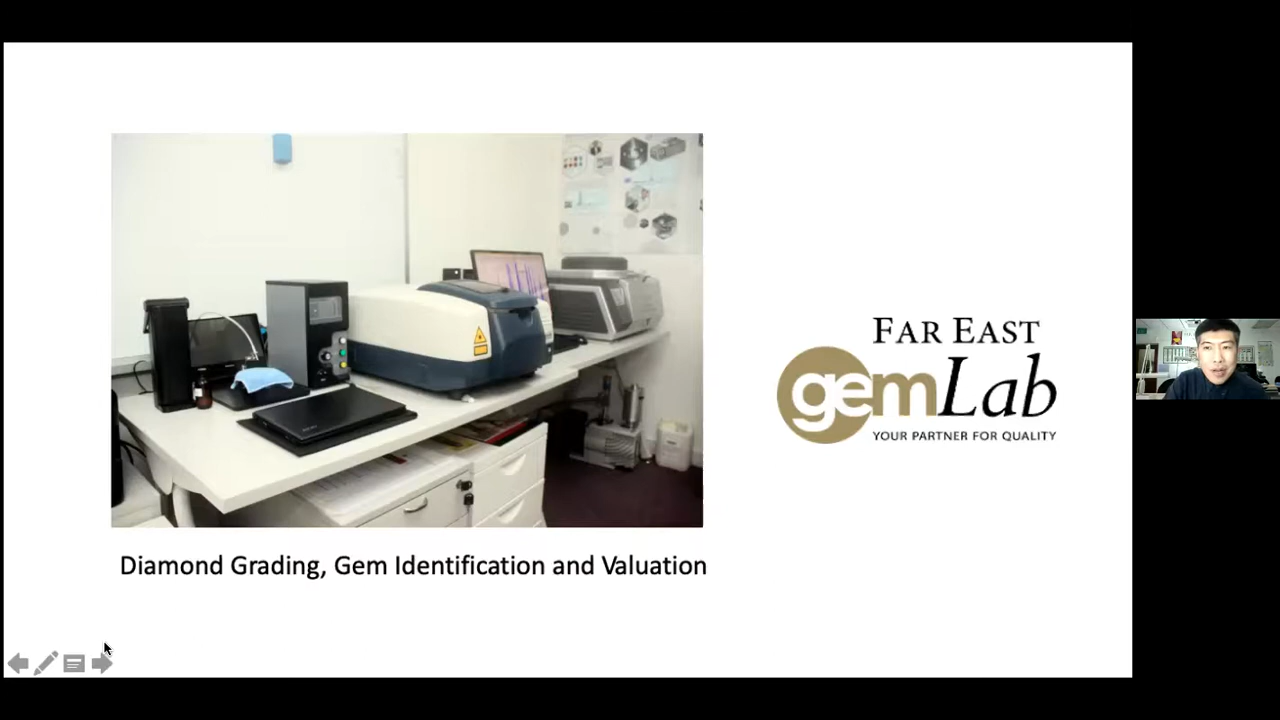 FAR EAST
gemLab
YOUR PARTNER FOR QUALITY
Diamond Grading, Gem Identification and Valuation